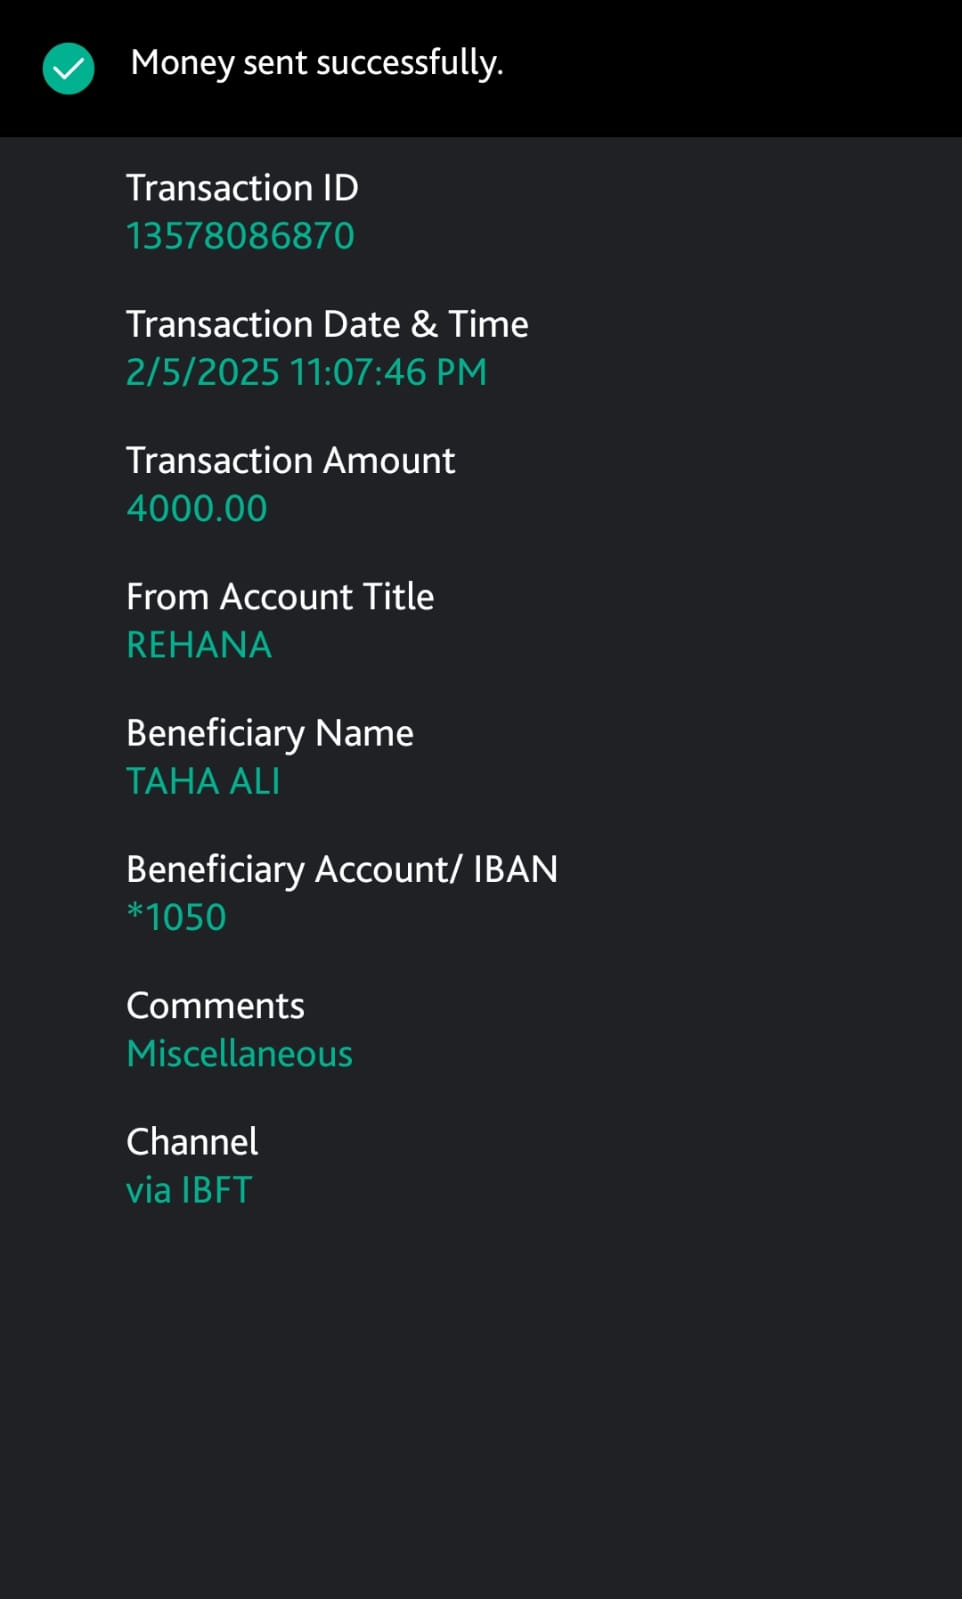 Money sent successfully.
Transaction ID
13578086870
Transaction Date & Time
2/5/2025 11:07:46 PM
Transaction Amount
4000.00
From Account Title
REHANA
Beneficiary Name
TAHA ALI
Beneficiary Account/ IBAN
*1050
Comments
Miscellaneous
Channel
via IBFT